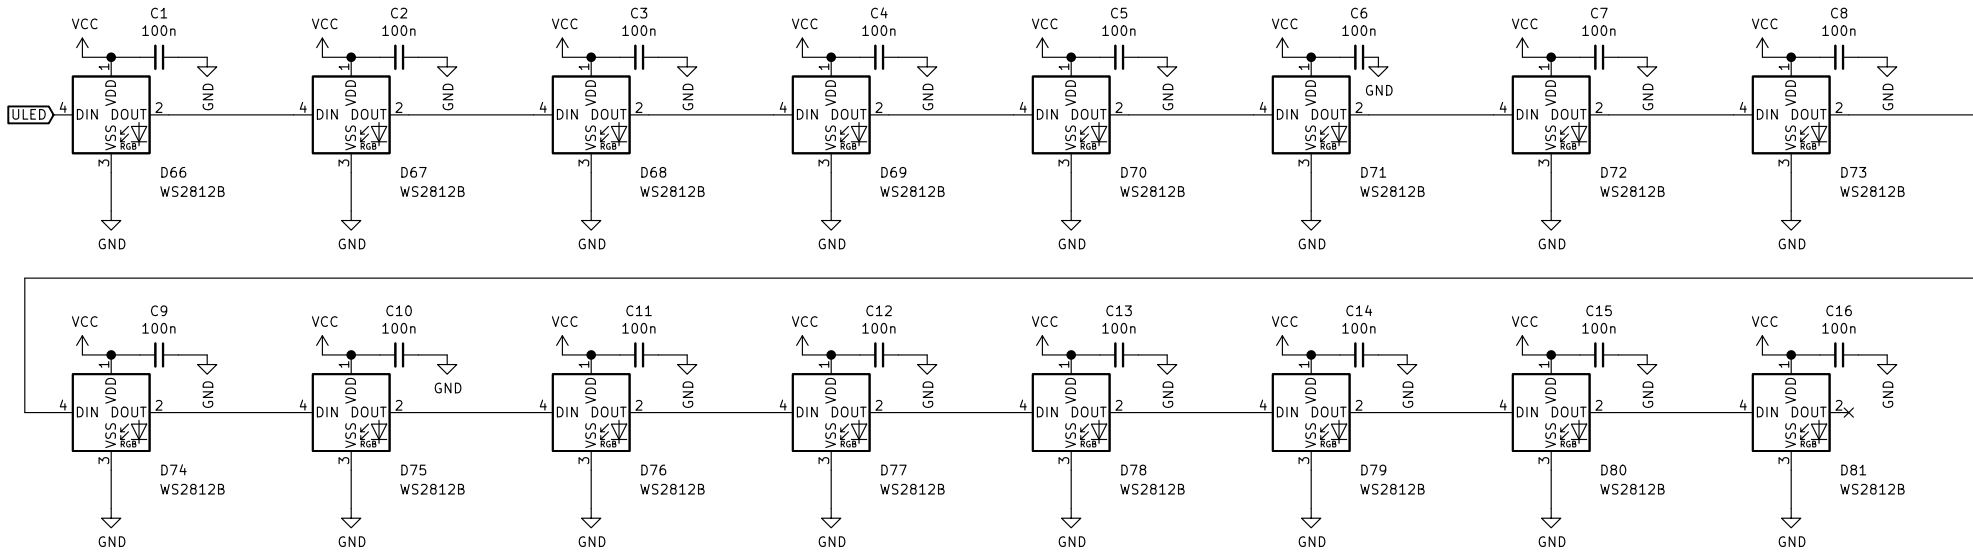 C1 C2 C3 C4 C5 C6 C7 C8
VCC 100n VCC 100n VCC 100n VCC 100n VCC 100n VCC 100n VCC 100n VCC 100n
1 GND 1 GND 1 GND 1 GND 1 GND 1 GND 1 GND 1 GND
ULED 4 DIN VDD DOUT 2 4 DIN VDD DOUT 2 4 DIN VDD DOUT 2 4 DIN VDD DOUT 2 4 DIN VDD DOUT 2 4 DIN VDD DOUT 2 4 DIN VDD DOUT 2 4 DIN VDD DOUT 2
VSS RGB VSS RGB VSS RGB VSS RGB VSS RGB VSS RGB VSS RGB VSS RGB
3 3 3 3 3 3 3 3
D66 D67 D68 D69 D70 D71 D72 D73
WS2812B WS2812B WS2812B WS2812B WS2812B WS2812B WS2812B WS2812B
GND GND GND GND GND GND GND GND
C9 C10 C11 C12 C13 C14 C15 C16
VCC 100n VCC 100n VCC 100n VCC 100n VCC 100n VCC 100n VCC 100n VCC 100n
1 GND 1 GND 1 GND 1 GND 1 GND 1 GND 1 GND 1 GND
4 DIN VDD DOUT 2 4 DIN VDD DOUT 2 4 DIN VDD DOUT 2 4 DIN VDD DOUT 2 4 DIN VDD DOUT 2 4 DIN VDD DOUT 2 4 DIN VDD DOUT 2 4 DIN VDD DOUT 2
VSS RGB VSS RGB VSS RGB VSS RGB VSS RGB VSS RGB VSS RGB VSS RGB
3 3 3 3 3 3 3 3
D74 D75 D76 D77 D78 D79 D80 D81
WS2812B WS2812B WS2812B WS2812B WS2812B WS2812B WS2812B WS2812B
GND GND GND GND GND GND GND GND